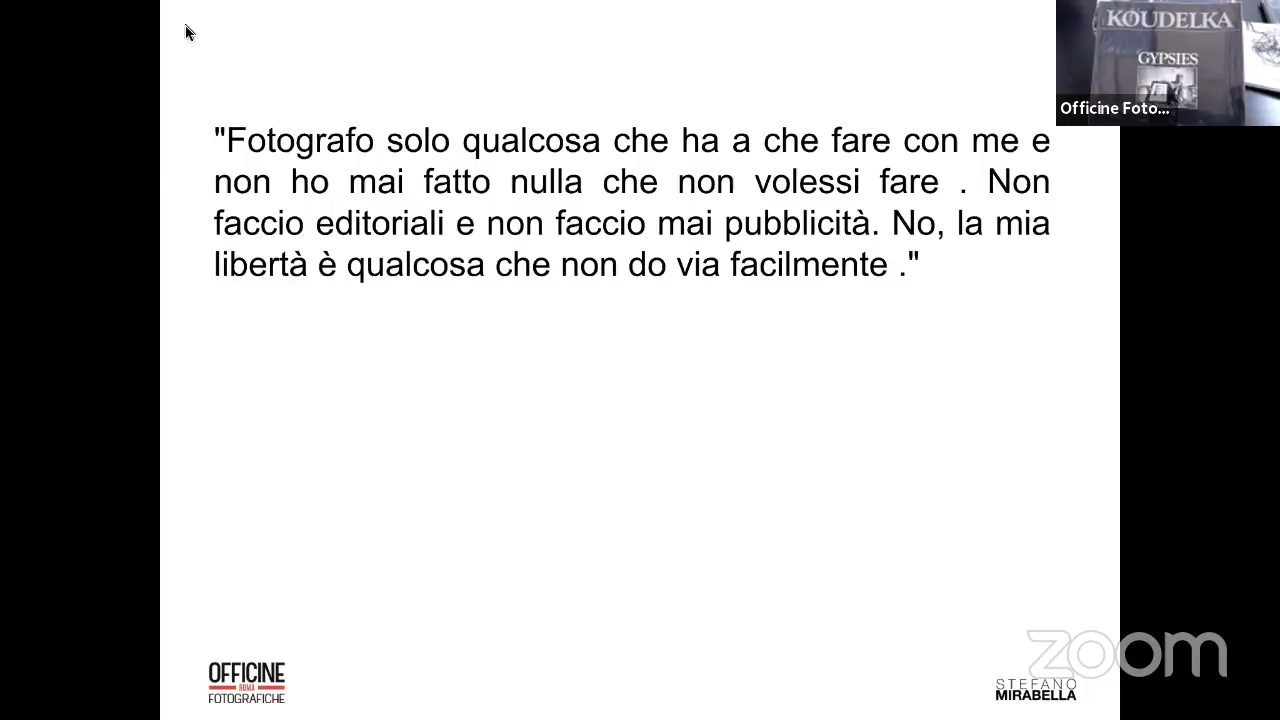 KOUDELKA
GYPSIES
Officine Foto...
"Fotografo solo qualcosa che ha a che fare con me e
non ho mai fatto nulla che non volessi fare . Non
faccio editoriali e non faccio mai pubblicità. No, la mia
libertà è qualcosa che non do via facilmente ."
OFFICINE
ROMA
FOTOGRAFICHE
STEFANO
MIRABELLA
zoom